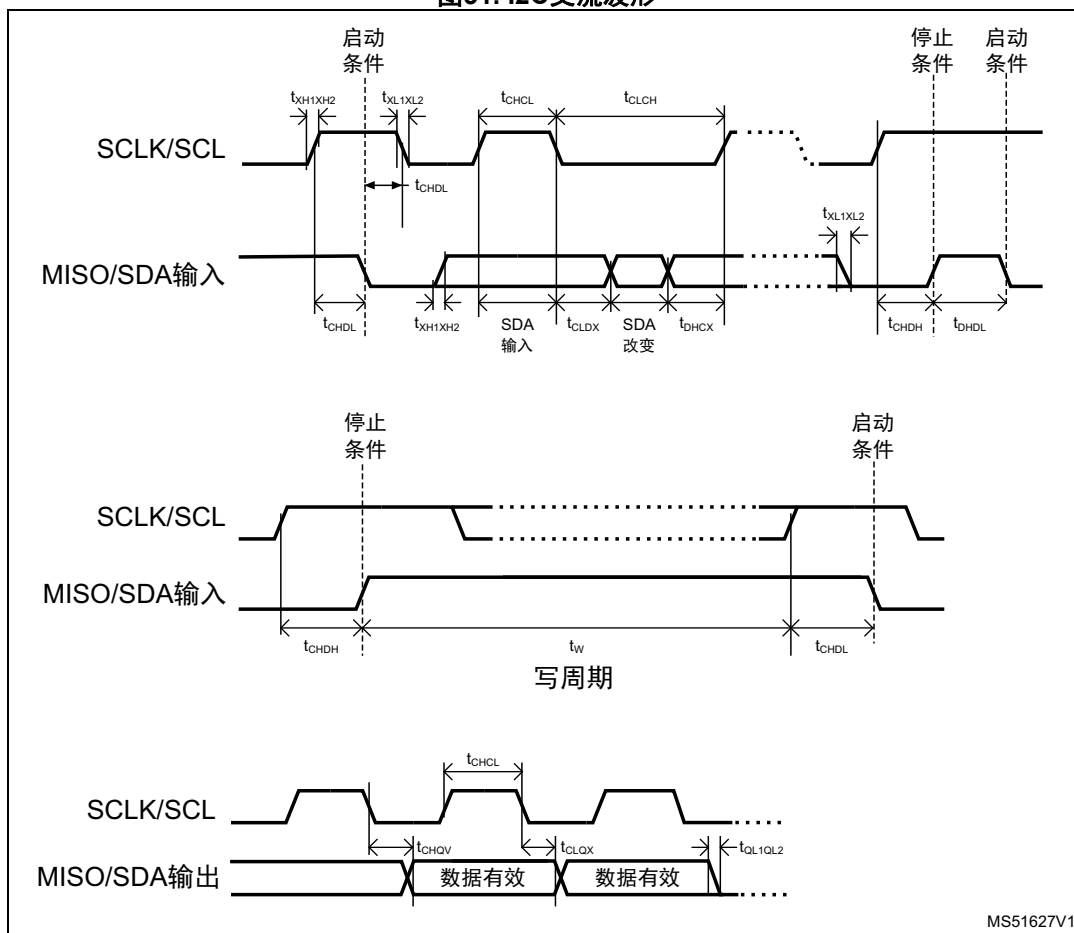 启动
条件
停止
条件
启动
条件
tXH1XH2
tXL1XL2
tCHCL
tCLCH
SCLK/SCL
tCHDL
tXL1XL2
MISO/SDA输入
tCHDL
tXH1XH2
SDA
输入
tCLDX
SDA
改变
tDHCX
tCHDH
tDHDL
停止
条件
启动
条件
SCLK/SCL
MISO/SDA输入
tCHDH
tW
tCHDL
写周期
tCHCL
SCLK/SCL
tCHQV
tCLQX
tQL1QL2
MISO/SDA输出
数据有效
数据有效
MS51627V1